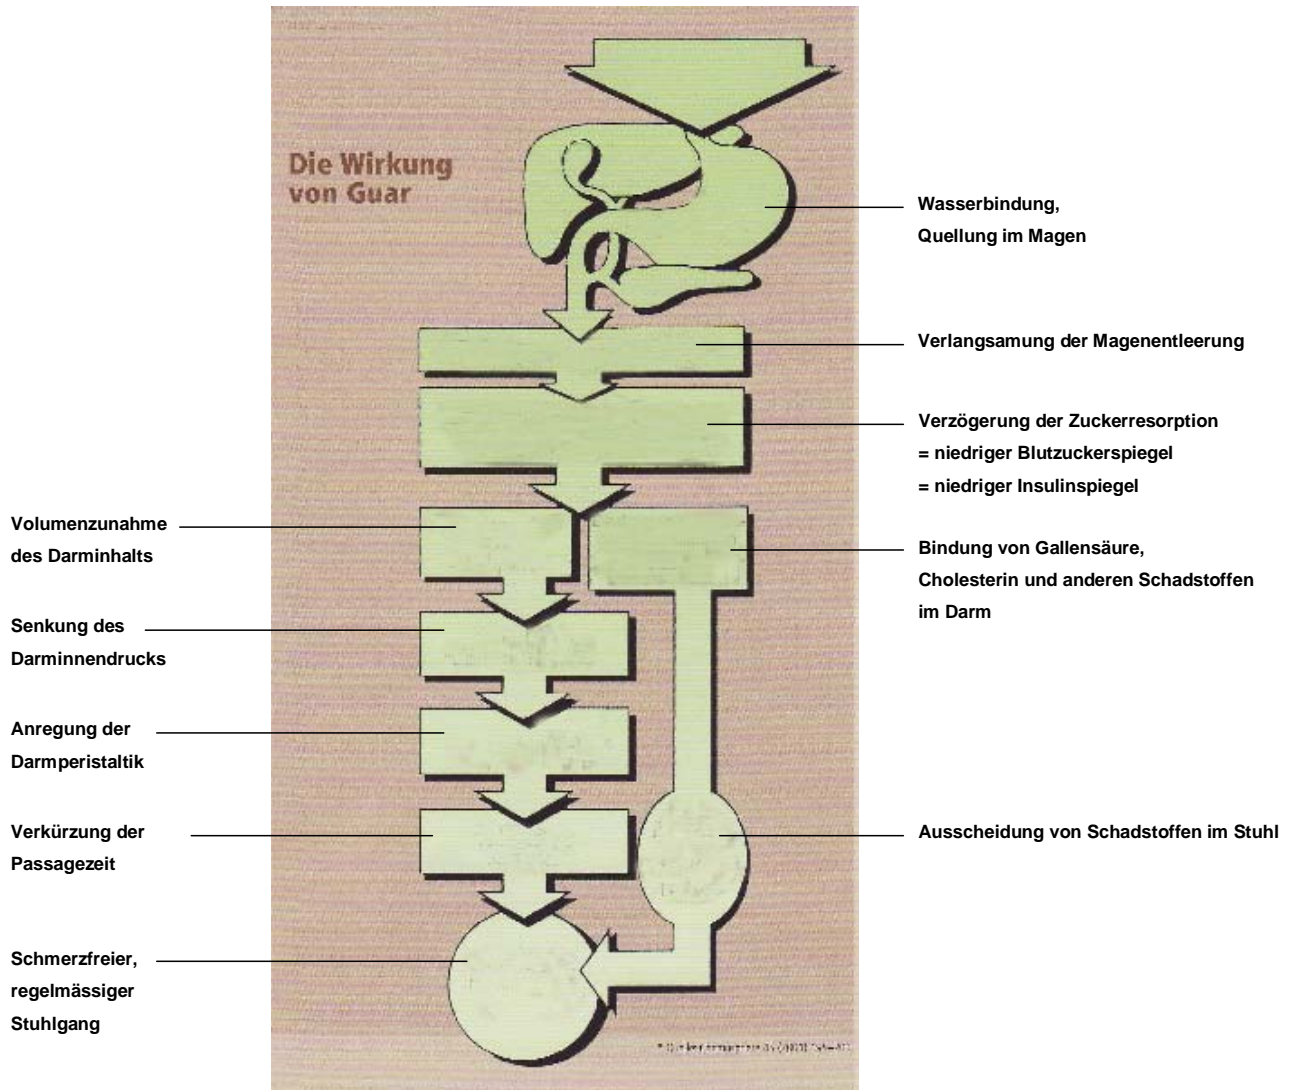 Die Wirkung
von Guar
Wasserbindung,
Quellung im Magen
Verlangsamung der Magenentleerung
Verzögerung der Zuckerresorption
= niedriger Blutzuckerspiegel
= niedriger Insulinspiegel
Volumenzunahme
des Darminhalts
Bindung von Gallensäure,
Cholesterin und anderen Schadstoffen
im Darm
Senkung des
Darminnendrucks
Anregung der
Darmperistaltik
Verkürzung der
Passagezeit
Ausscheidung von Schadstoffen im Stuhl
Schmerzfreier,
regelmässiger
Stuhlgang